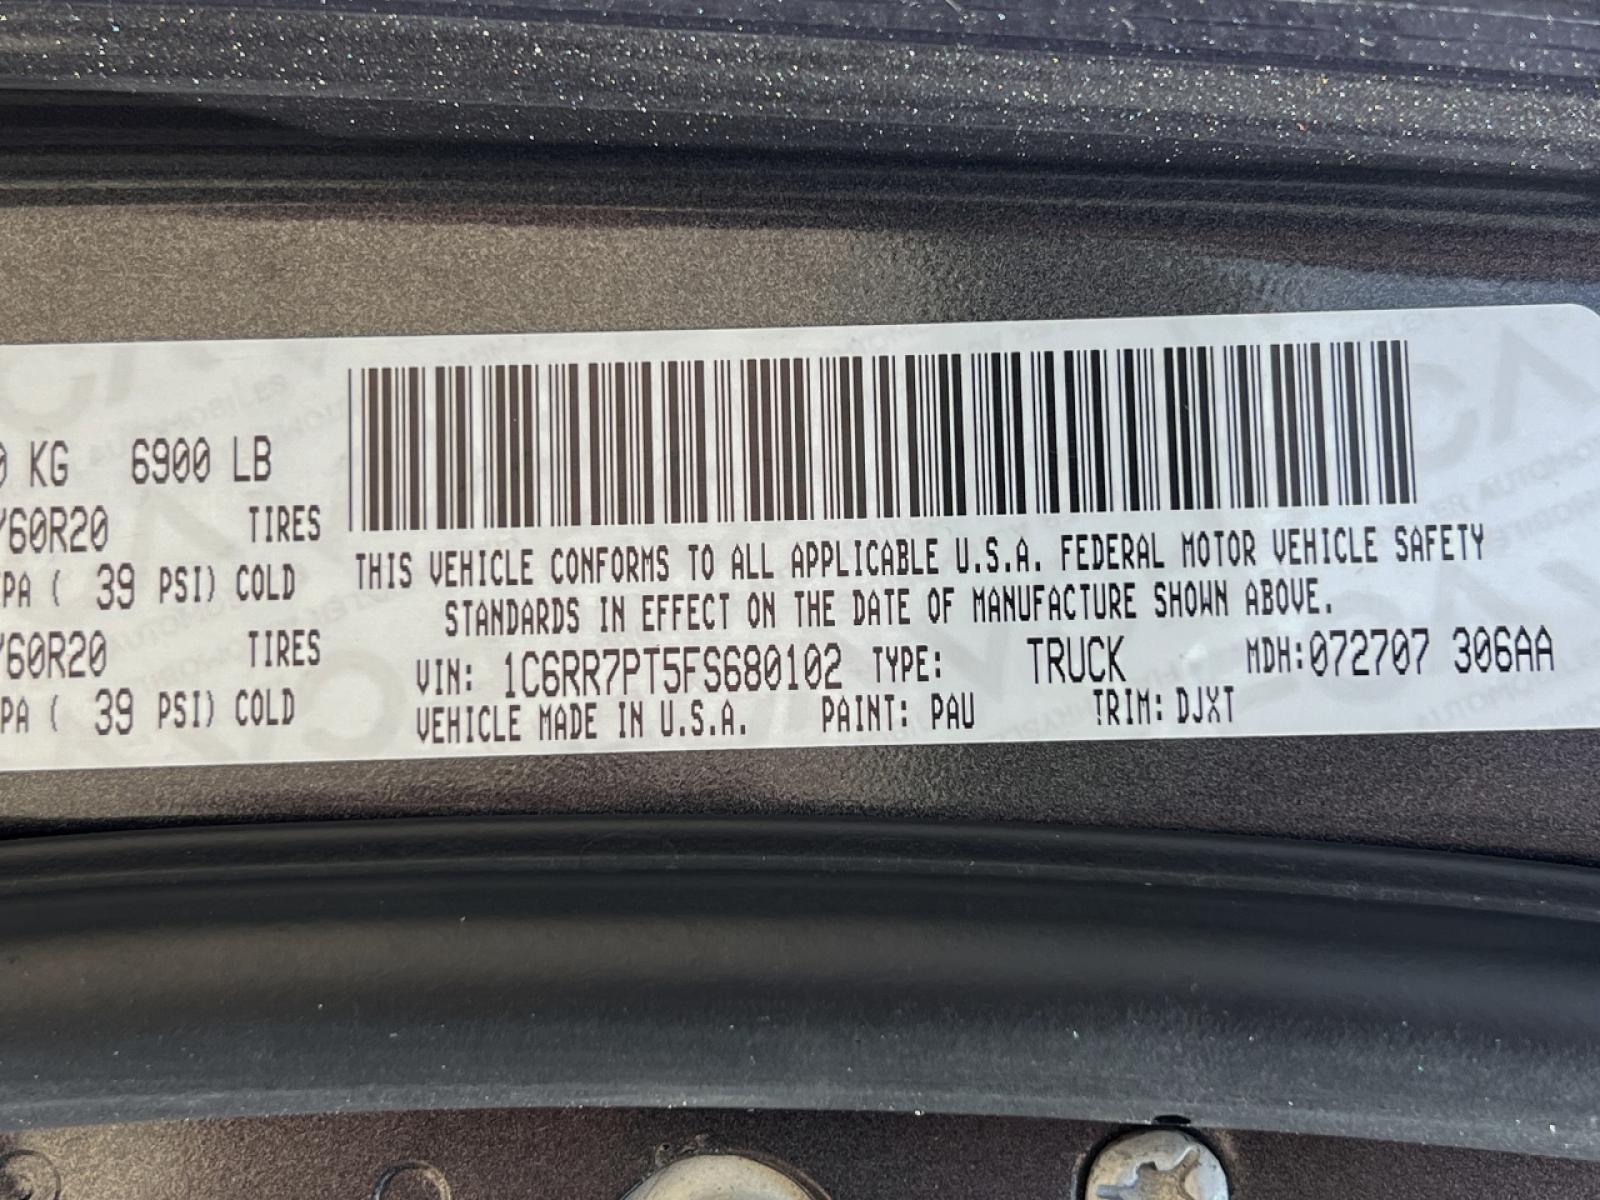 0 KG 6900 LB
/60R20 TIRES
PA ( 39 PSI) COLD
/60R20 TIRES
PA ( 39 PSI) COLD
THIS VEHICLE CONFORMS TO ALL APPLICABLE U.S.A. FEDERAL MOTOR VEHICLE SAFETY
STANDARDS IN EFFECT ON THE DATE OF MANUFACTURE SHOWN ABOVE.
VIN: 1C6RR7PT5FS680102 TYPE: TRUCK MDH:072707 306AA
VEHICLE MADE IN U.S.A. PAINT: PAU TRIM: DJXT